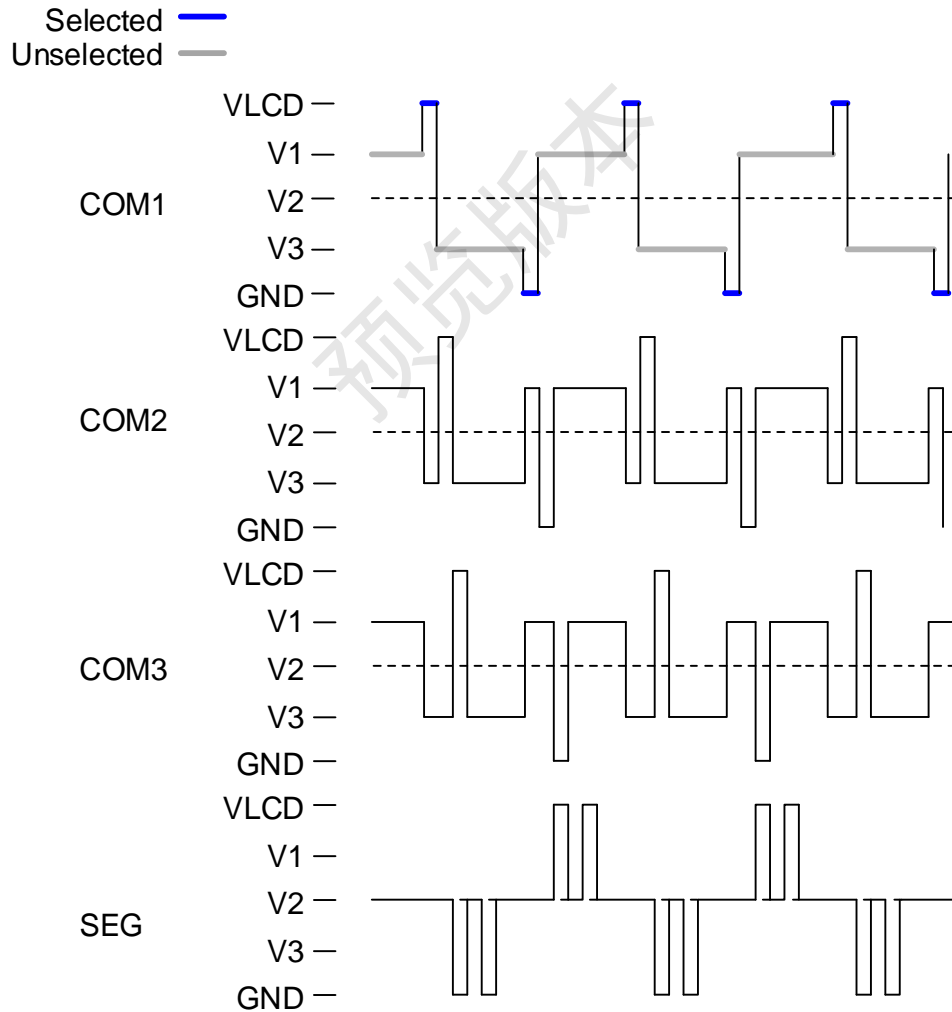 Selected
Unselected
VLCD
V1
COM1
V2
V3
GND
VLCD
V1
COM2
V2
V3
GND
VLCD
V1
COM3
V2
V3
GND
VLCD
V1
V2
SEG
V3
GND
预览版本